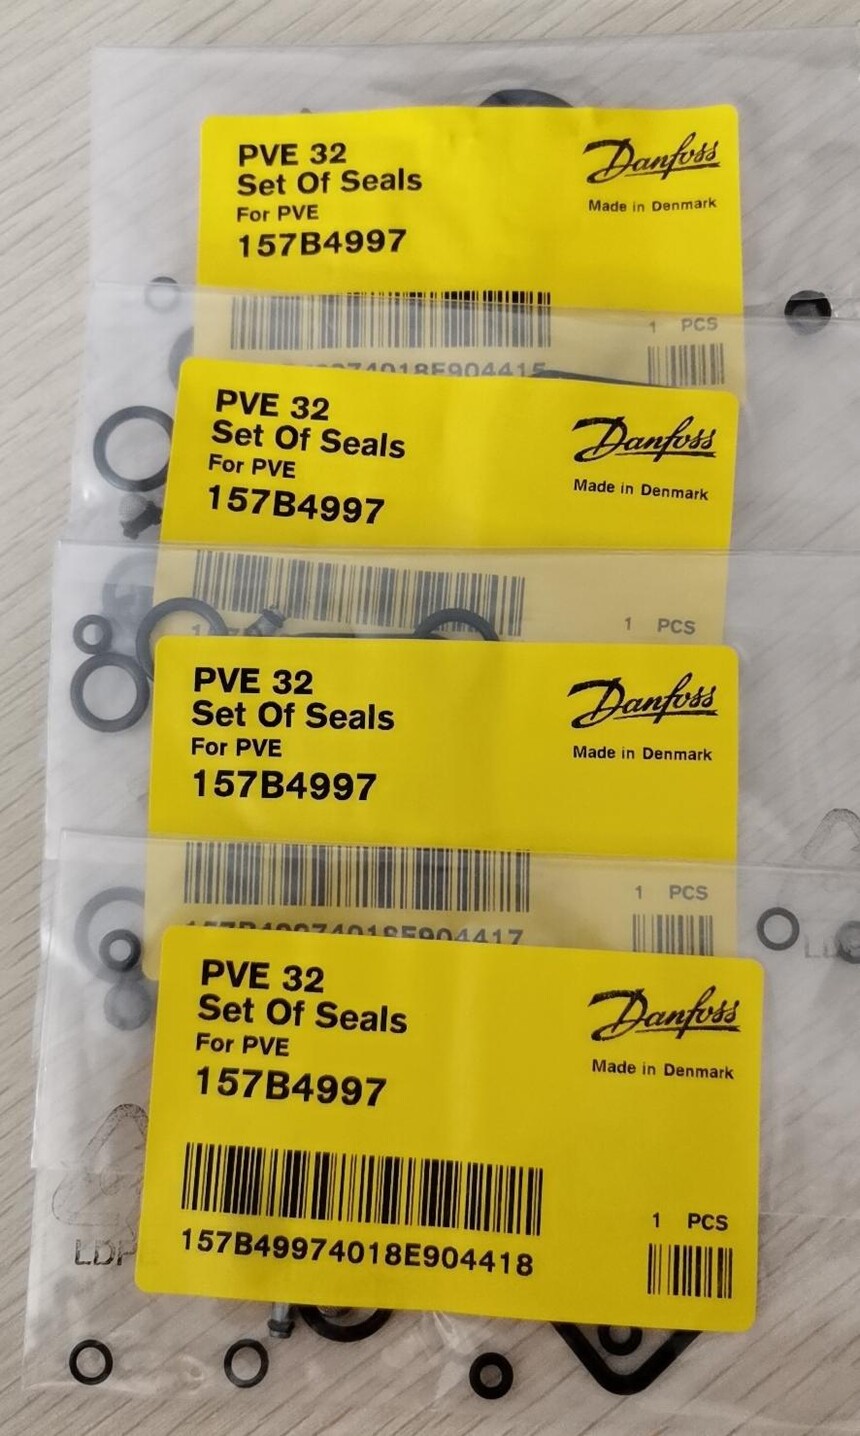 PVE 32
Set Of Seals
For PVE
157B4997
Danfoss
Made in Denmark
1 PCS
74018E904415
PVE 32
Set Of Seals
For PVE
157B4997
Danfoss
Made in Denmark
1 PCS
PVE 32
Set Of Seals
For PVE
157B4997
Danfoss
Made in Denmark
1 PCS
157B49974018E904417
PVE 32
Set Of Seals
For PVE
157B4997
Danfoss
Made in Denmark
1 PCS
157B49974018E904418